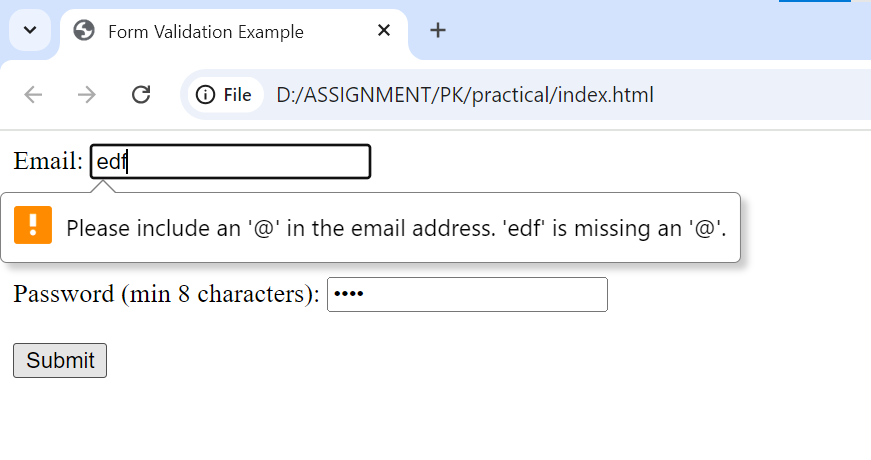 Form Validation Example
File D:/ASSIGNMENT/PK/practical/index.html
Email: edf
Please include an '@' in the email address. 'edf' is missing an '@'.
Password (min 8 characters): ••••
Submit